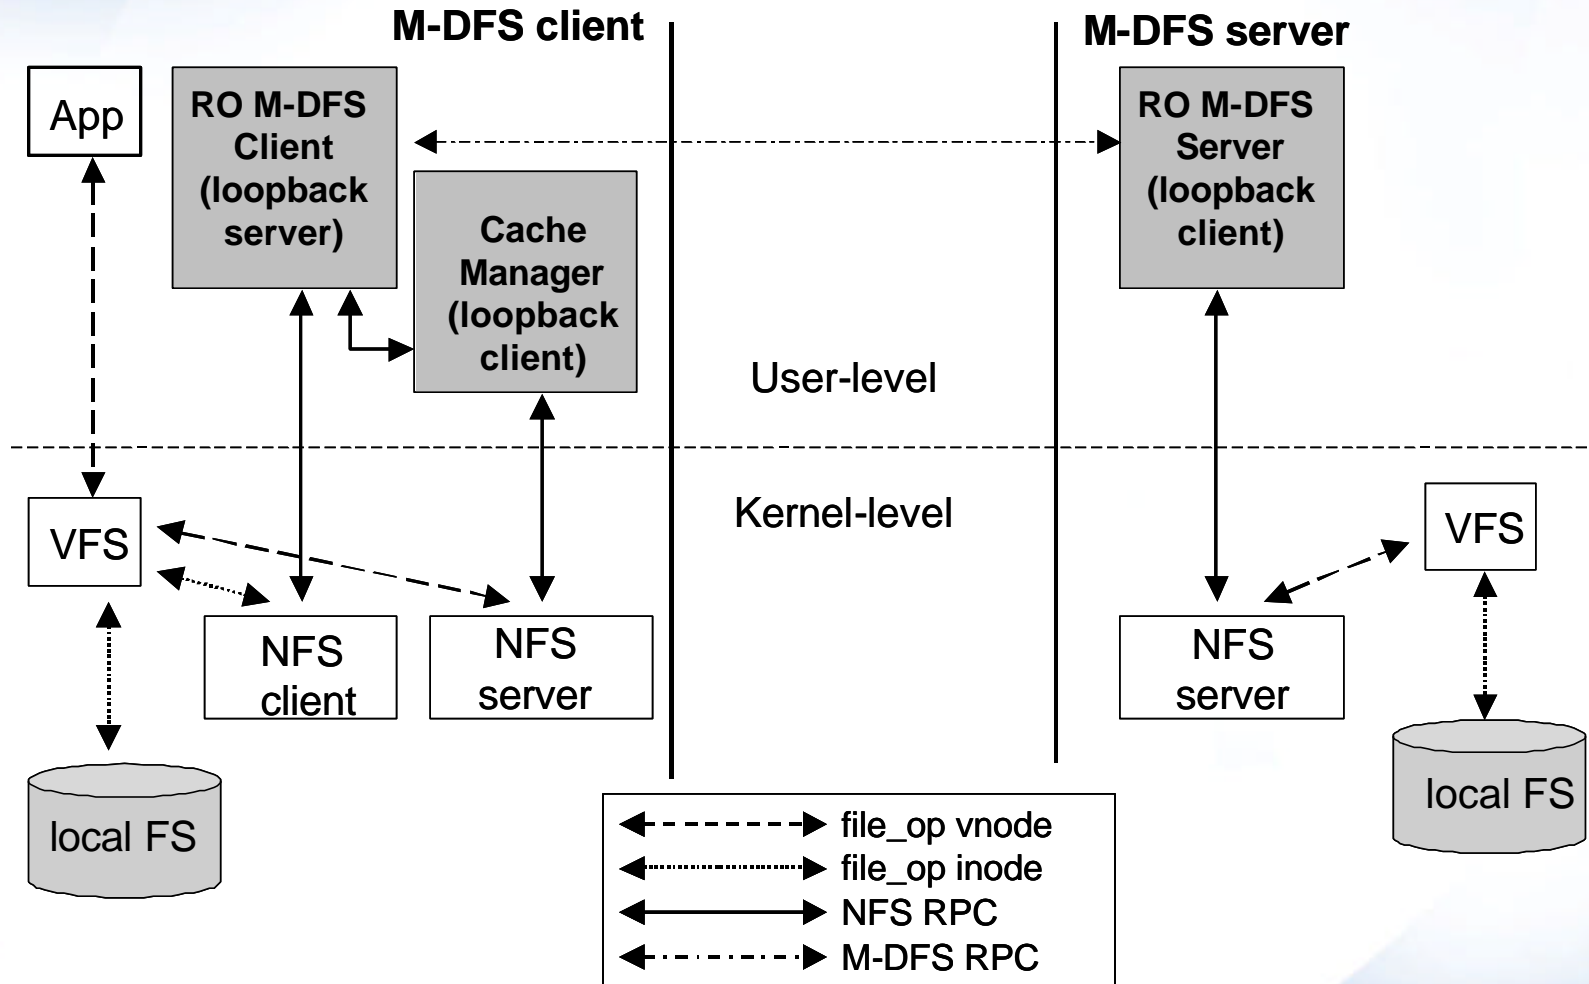 M-DFS client
M-DFS server
App
RO M-DFS
Client
(loopback
server)
Cache
Manager
(loopback
client)
RO M-DFS
Server
(loopback
client)
User-level
Kernel-level
VFS
NFS
client
NFS
server
local FS
VFS
NFS
server
local FS
file_op vnode
file_op inode
NFS RPC
M-DFS RPC